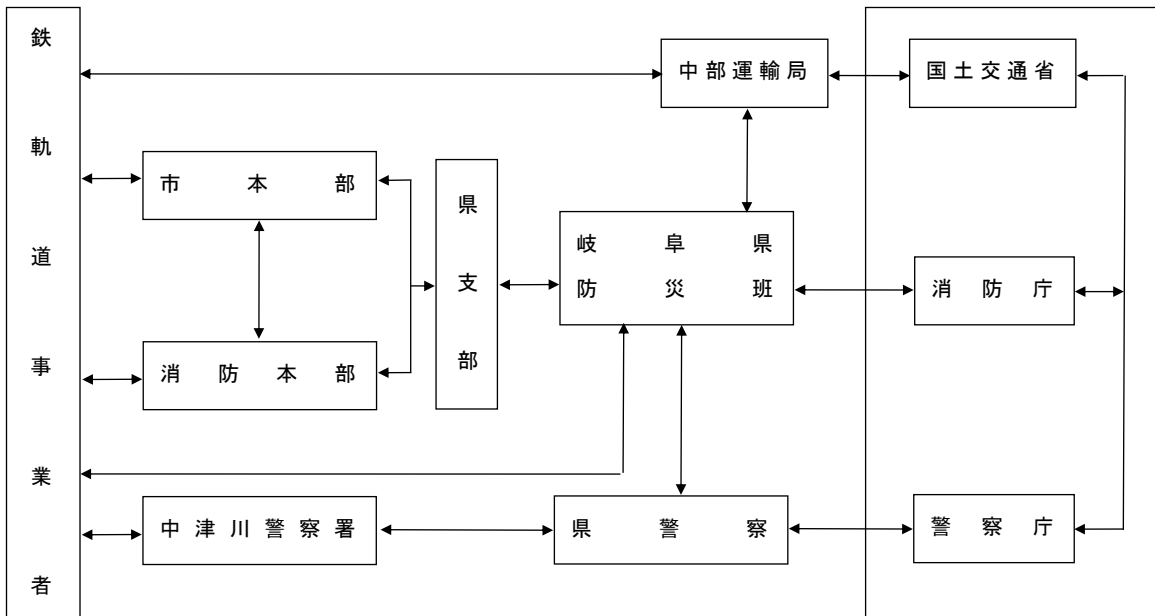 鉄軌道事業者
中部運輸局
国土交通省
市本部
県支部
岐阜県
防災班
消防庁
消防本部
中津川警察署
県警察
警察庁